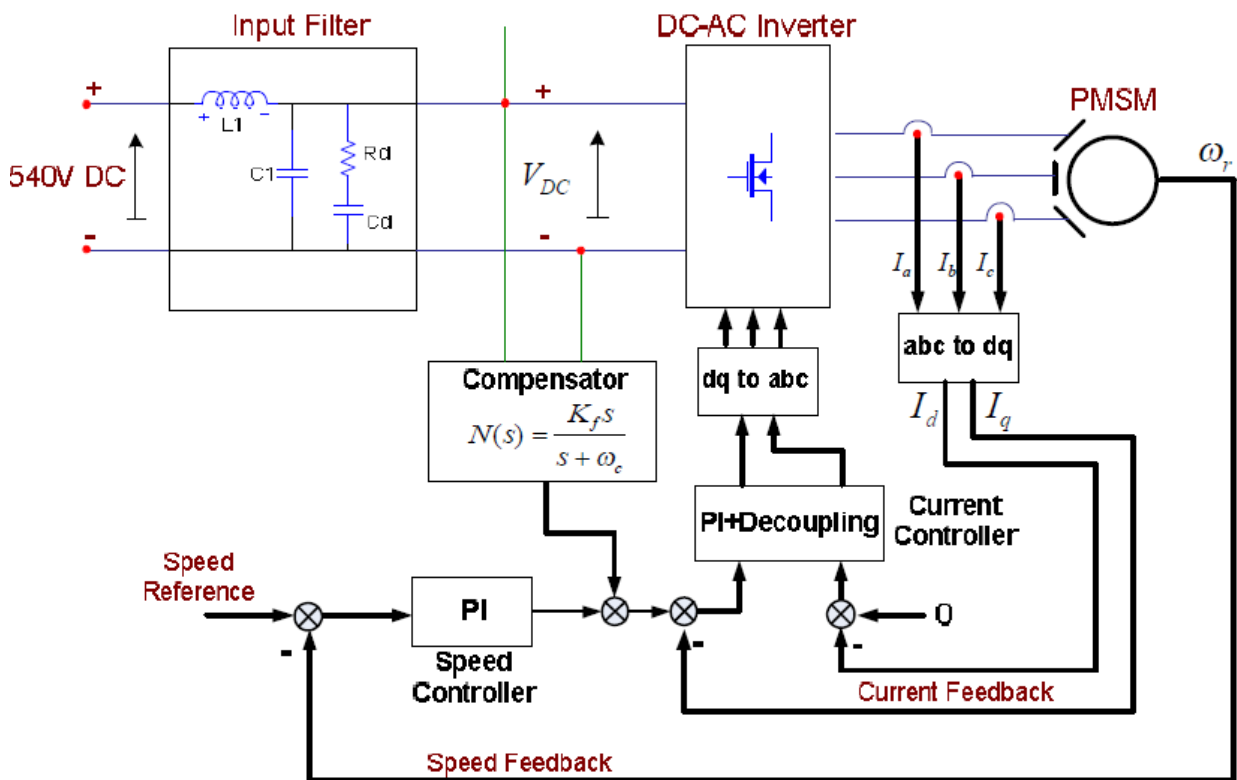 Input Filter
DC-AC Inverter
PMSM
+
+
+ L1 -
C1
Rd
Cd
540V DC
V_DC
ω_r
-
-
I_a
I_b
I_c
abc to dq
I_d
I_q
dq to abc
Compensator
N(s) = K_f s / (s + ω_c)
PI+Decoupling
Current
Controller
Speed
Reference
PI
0
-
-
-
Speed
Controller
Current Feedback
Speed Feedback